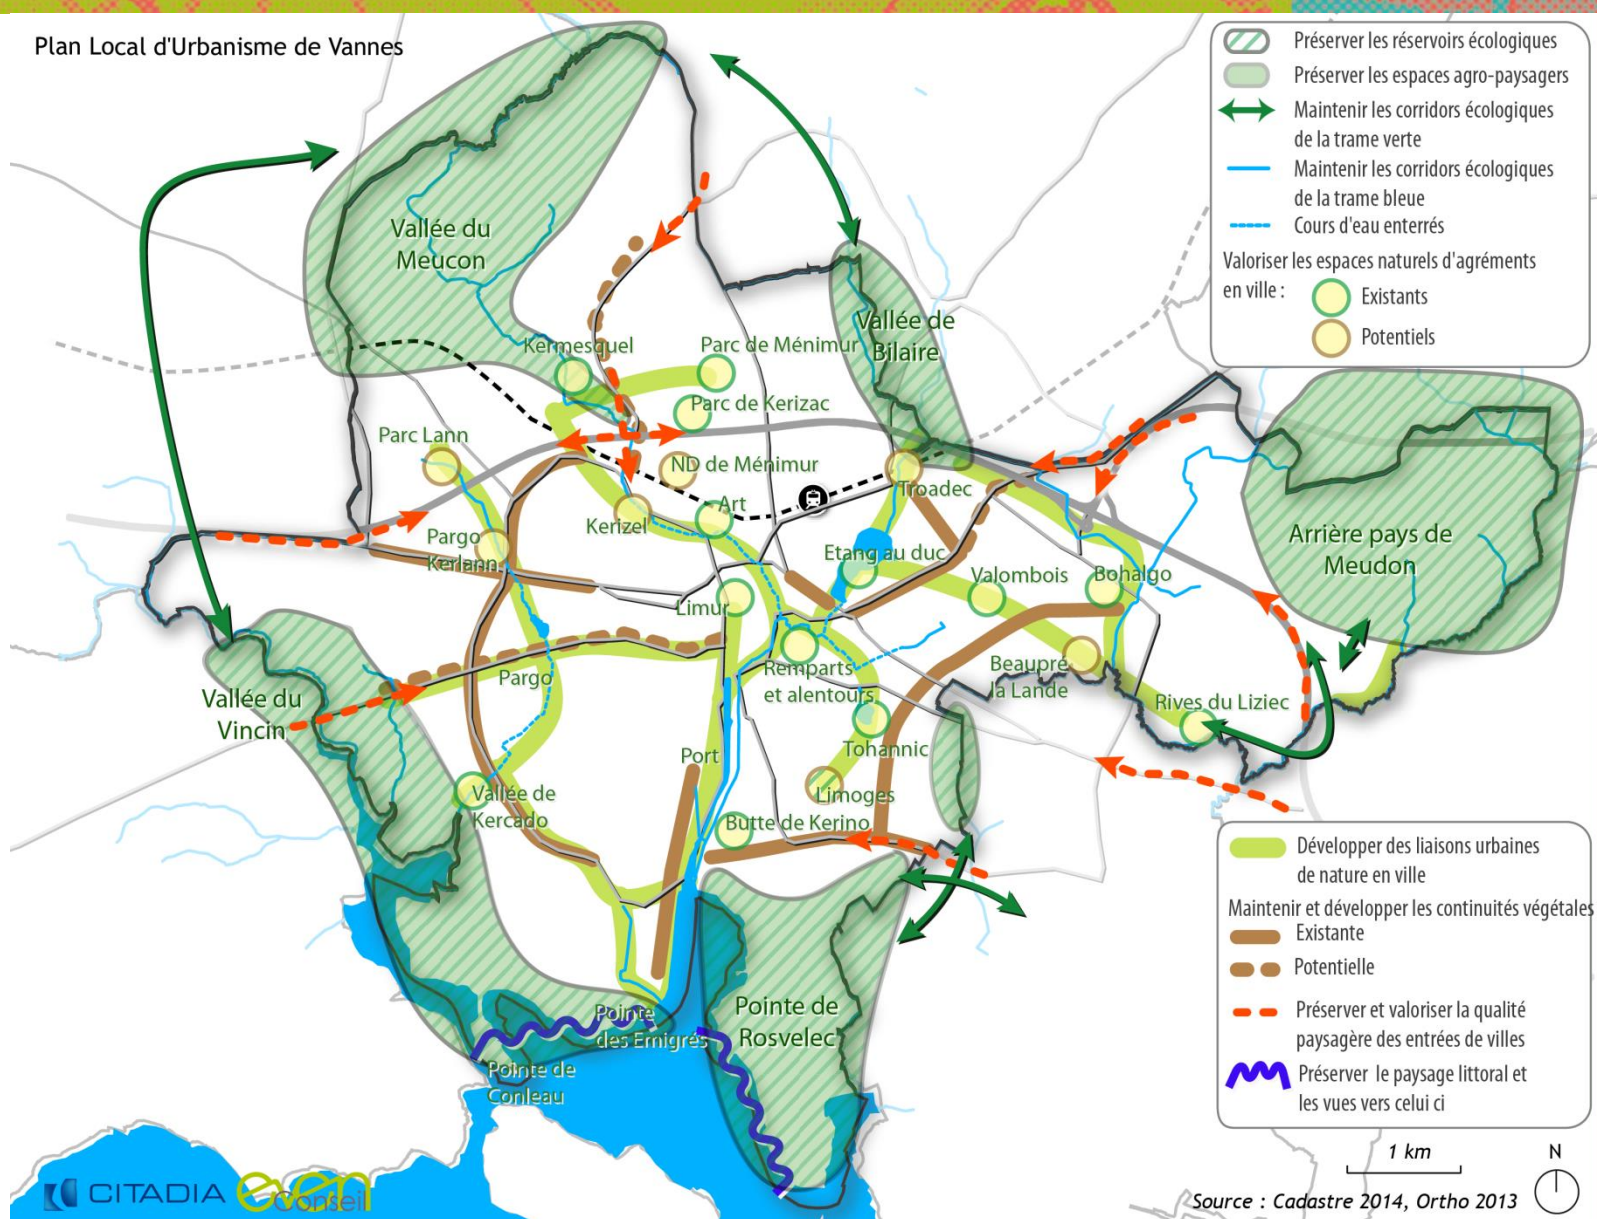 Plan Local d'Urbanisme de Vannes
Préserver les réservoirs écologiques
Préserver les espaces agro-paysagers
Maintenir les corridors écologiques
de la trame verte
Maintenir les corridors écologiques
de la trame bleue
Cours d'eau enterrés
Valoriser les espaces naturels d'agréments
en ville :
Existants
Potentiels
Vallée du
Meucon
Vallée de
Bilaire
Kermesquel
Parc de Ménimur
Parc de Kerizac
Parc Lann
ND de Ménimur
Troadec
Art
Kerizel
Pargo
Kerlann
Etang au duc
Valombois
Bohalgo
Arrière pays de
Meudon
Limur
Remparts
et alentours
Beaupré
la Lande
Pargo
Vallée du
Vincin
Rives du Liziec
Port
Tohannic
Vallée de
Kercado
Limoges
Butte de Kerino
Pointe
des Emigrés
Pointe de
Rosvelec
Pointe de
Conleau
Développer des liaisons urbaines
de nature en ville
Maintenir et développer les continuités végétales
Existante
Potentielle
Préserver et valoriser la qualité
paysagère des entrées de villes
Préserver le paysage littoral et
les vues vers celui ci
1 km
N
CITADIA
even
Conseil
Source : Cadastre 2014, Ortho 2013